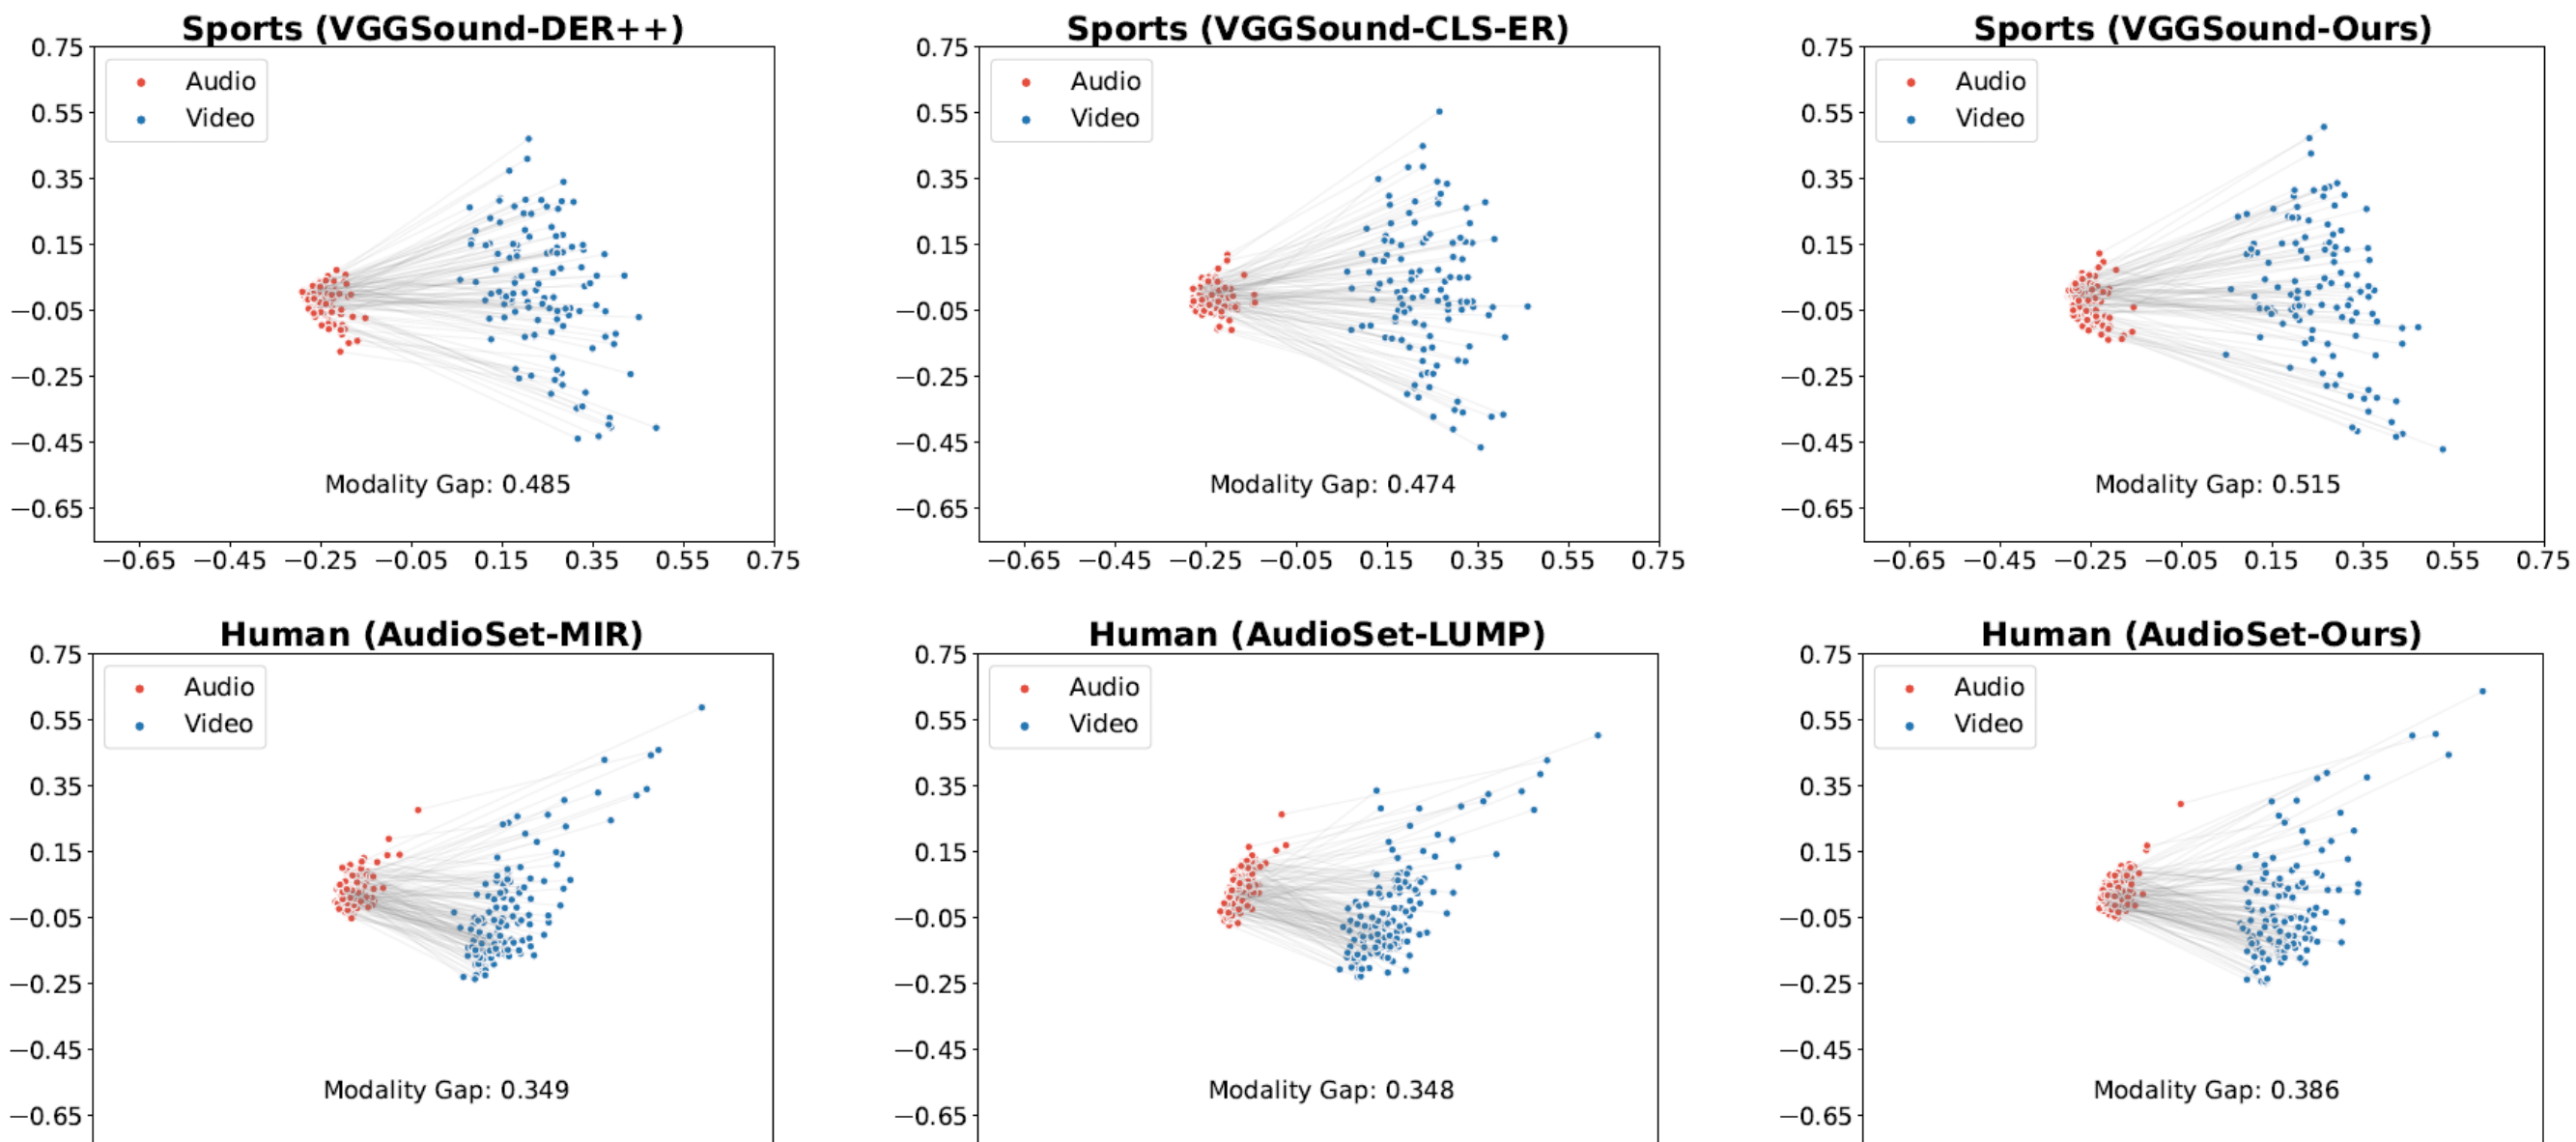 Sports (VGGSound-DER++)
0.75
0.55
0.35
0.15
−0.05
−0.25
−0.45
−0.65
Audio
Video
Modality Gap: 0.485
−0.65 −0.45 −0.25 −0.05 0.15 0.35 0.55 0.75
Sports (VGGSound-CLS-ER)
0.75
0.55
0.35
0.15
−0.05
−0.25
−0.45
−0.65
Audio
Video
Modality Gap: 0.474
−0.65 −0.45 −0.25 −0.05 0.15 0.35 0.55 0.75
Sports (VGGSound-Ours)
0.75
0.55
0.35
0.15
−0.05
−0.25
−0.45
−0.65
Audio
Video
Modality Gap: 0.515
−0.65 −0.45 −0.25 −0.05 0.15 0.35 0.55 0.75
Human (AudioSet-MIR)
0.75
0.55
0.35
0.15
−0.05
−0.25
−0.45
−0.65
Audio
Video
Modality Gap: 0.349
Human (AudioSet-LUMP)
0.75
0.55
0.35
0.15
−0.05
−0.25
−0.45
−0.65
Audio
Video
Modality Gap: 0.348
Human (AudioSet-Ours)
0.75
0.55
0.35
0.15
−0.05
−0.25
−0.45
−0.65
Audio
Video
Modality Gap: 0.386